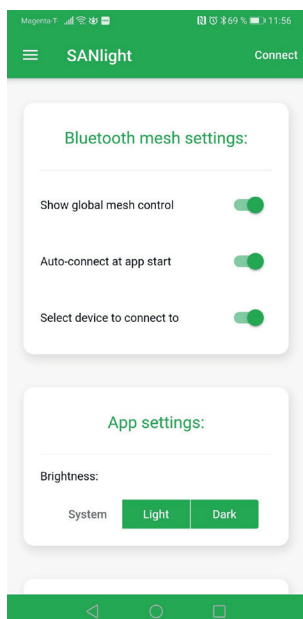 Magenta-T- 69 % 11:56
SANlight Connect
Bluetooth mesh settings:
Show global mesh control
Auto-connect at app start
Select device to connect to
App settings:
Brightness:
System Light Dark